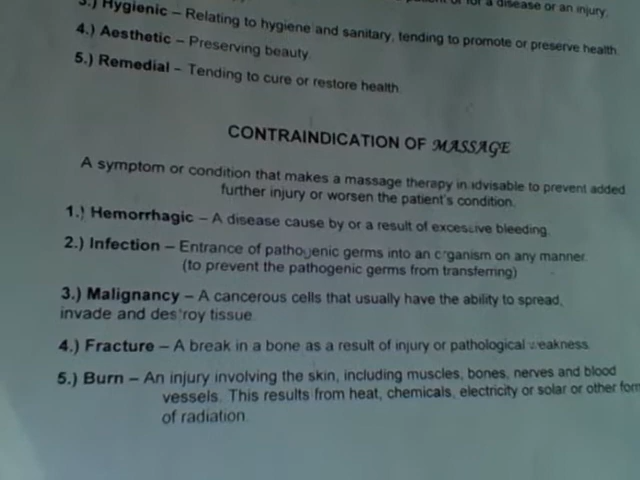 3.) Hygienic – Relating to hygiene and sanitary, tending to promote or preserve health.
a disease or an injury.
4.) Aesthetic – Preserving beauty.
5.) Remedial – Tending to cure or restore health.
CONTRAINDICATION OF MASSAGE
A symptom or condition that makes a massage therapy inadvisable to prevent added
further injury or worsen the patient's condition.
1.) Hemorrhagic – A disease cause by or a result of excessive bleeding.
2.) Infection – Entrance of pathogenic germs into an organism on any manner.
(to prevent the pathogenic germs from transferring)
3.) Malignancy – A cancerous cells that usually have the ability to spread,
invade and destroy tissue.
4.) Fracture – A break in a bone as a result of injury or pathological weakness.
5.) Burn – An injury involving the skin, including muscles, bones, nerves and blood
vessels. This results from heat, chemicals, electricity or solar or other form
of radiation.